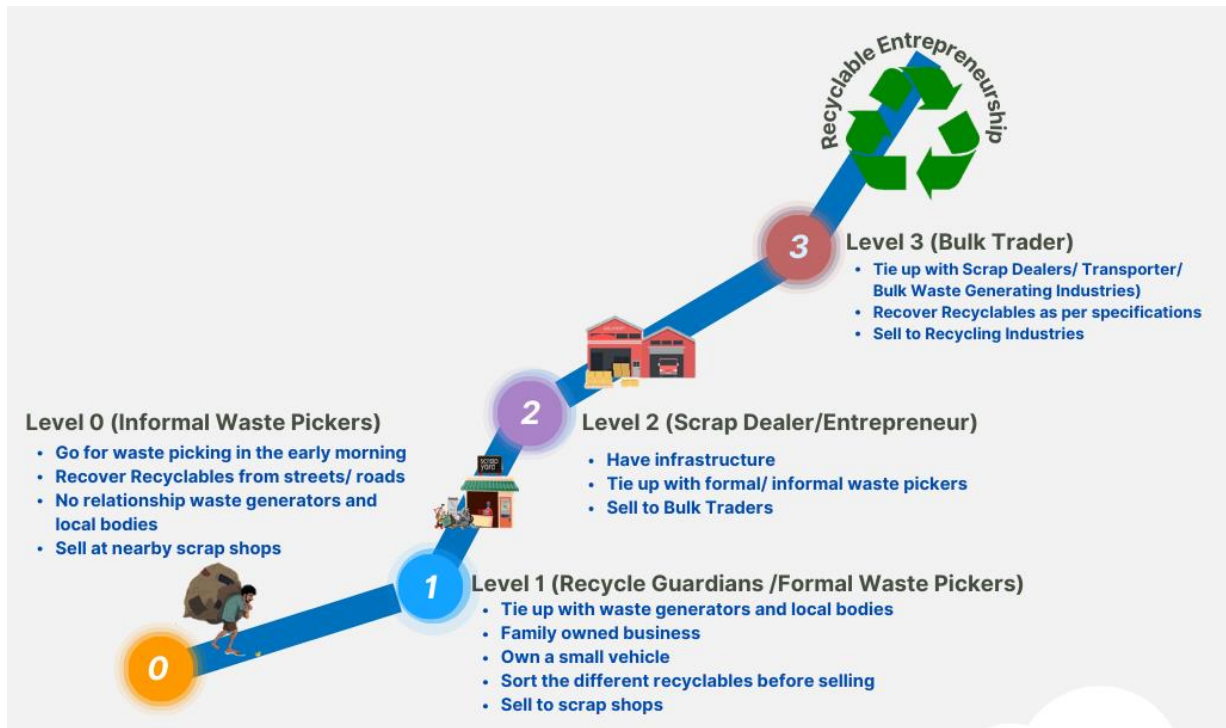 Recyclable Entrepreneurship
3
Level 3 (Bulk Trader)
• Tie up with Scrap Dealers/ Transporter/
Bulk Waste Generating Industries)
• Recover Recyclables as per specifications
• Sell to Recycling Industries
2
Level 2 (Scrap Dealer/Entrepreneur)
• Have infrastructure
• Tie up with formal/ informal waste pickers
• Sell to Bulk Traders
Level 0 (Informal Waste Pickers)
• Go for waste picking in the early morning
• Recover Recyclables from streets/ roads
• No relationship waste generators and
local bodies
• Sell at nearby scrap shops
scrap
yard
1
Level 1 (Recycle Guardians /Formal Waste Pickers)
• Tie up with waste generators and local bodies
• Family owned business
• Own a small vehicle
• Sort the different recyclables before selling
• Sell to scrap shops
0